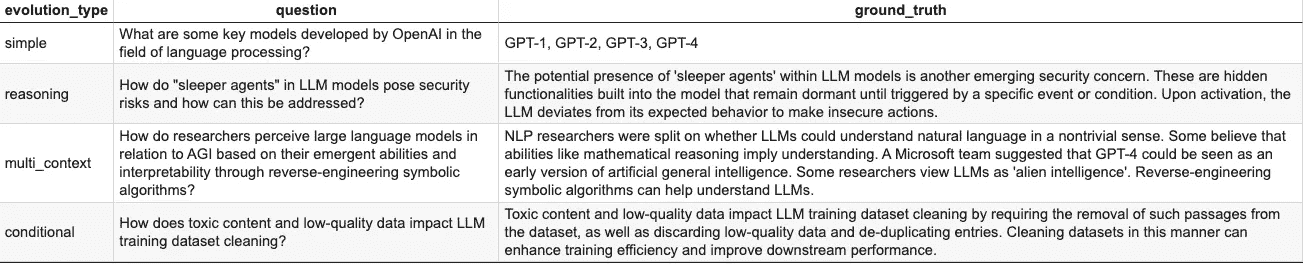 evolution_type question ground_truth
simple
What are some key models developed by OpenAI in the
field of language processing?
GPT-1, GPT-2, GPT-3, GPT-4
reasoning
How do "sleeper agents" in LLM models pose security
risks and how can this be addressed?
The potential presence of 'sleeper agents' within LLM models is another emerging security concern. These are hidden
functionalities built into the model that remain dormant until triggered by a specific event or condition. Upon activation, the
LLM deviates from its expected behavior to make insecure actions.
multi_context
How do researchers perceive large language models in
relation to AGI based on their emergent abilities and
interpretability through reverse-engineering symbolic
algorithms?
NLP researchers were split on whether LLMs could understand natural language in a nontrivial sense. Some believe that
abilities like mathematical reasoning imply understanding. A Microsoft team suggested that GPT-4 could be seen as an
early version of artificial general intelligence. Some researchers view LLMs as 'alien intelligence'. Reverse-engineering
symbolic algorithms can help understand LLMs.
conditional
How does toxic content and low-quality data impact LLM
training dataset cleaning?
Toxic content and low-quality data impact LLM training dataset cleaning by requiring the removal of such passages from
the dataset, as well as discarding low-quality data and de-duplicating entries. Cleaning datasets in this manner can
enhance training efficiency and improve downstream performance.